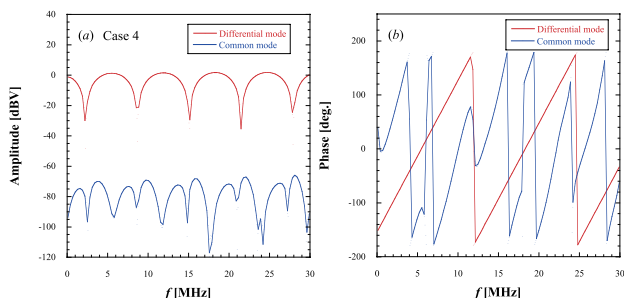 (a) Case 4
Differential mode
Common mode
Amplitude [dBV]
40
20
0
-20
-40
-60
-80
-100
-120
0 5 10 15 20 25 30
f [MHz]
(b)
Differential mode
Common mode
Phase [deg.]
200
100
0
-100
-200
0 5 10 15 20 25 30
f [MHz]